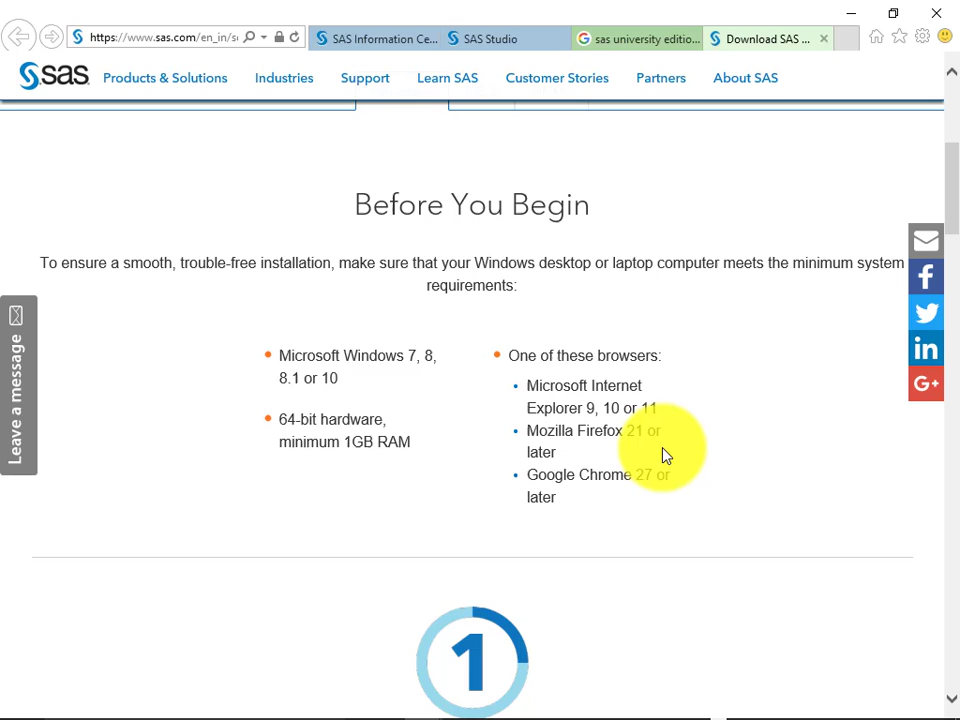 https://www.sas.com/en_in/s
SAS Information Ce...
SAS Studio
sas university editio...
Download SAS ...
sas
Products & Solutions
Industries
Support
Learn SAS
Customer Stories
Partners
About SAS
Before You Begin
To ensure a smooth, trouble-free installation, make sure that your Windows desktop or laptop computer meets the minimum system
requirements:
Microsoft Windows 7, 8,
8.1 or 10
64-bit hardware,
minimum 1GB RAM
One of these browsers:
Microsoft Internet
Explorer 9, 10 or 11
Mozilla Firefox 21 or
later
Google Chrome 27 or
later
Leave a message
f
in
G+
1